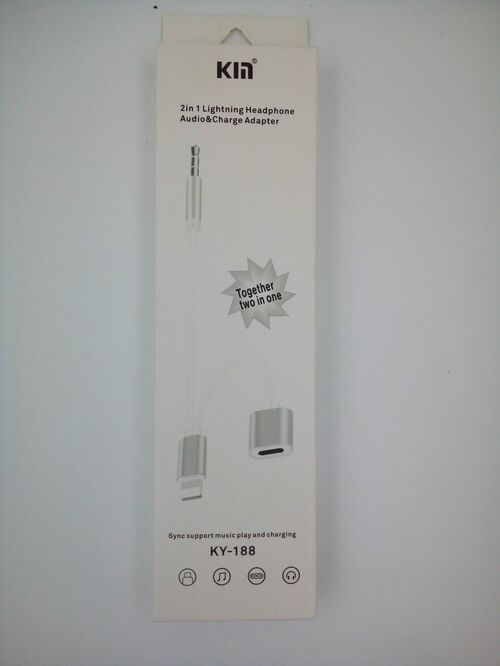 KIN®
2in 1 Lightning Headphone
Audio&Charge Adapter
Together
two in one
Sync support music play and charging
KY-188